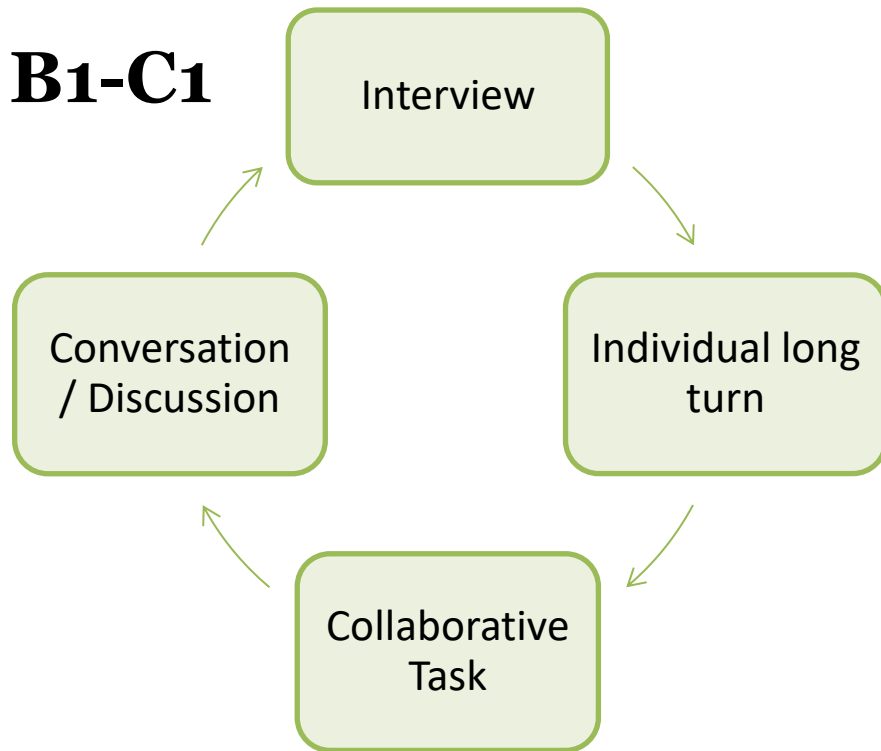 B1-C1
Interview
Individual long
turn
Collaborative
Task
Conversation
/ Discussion